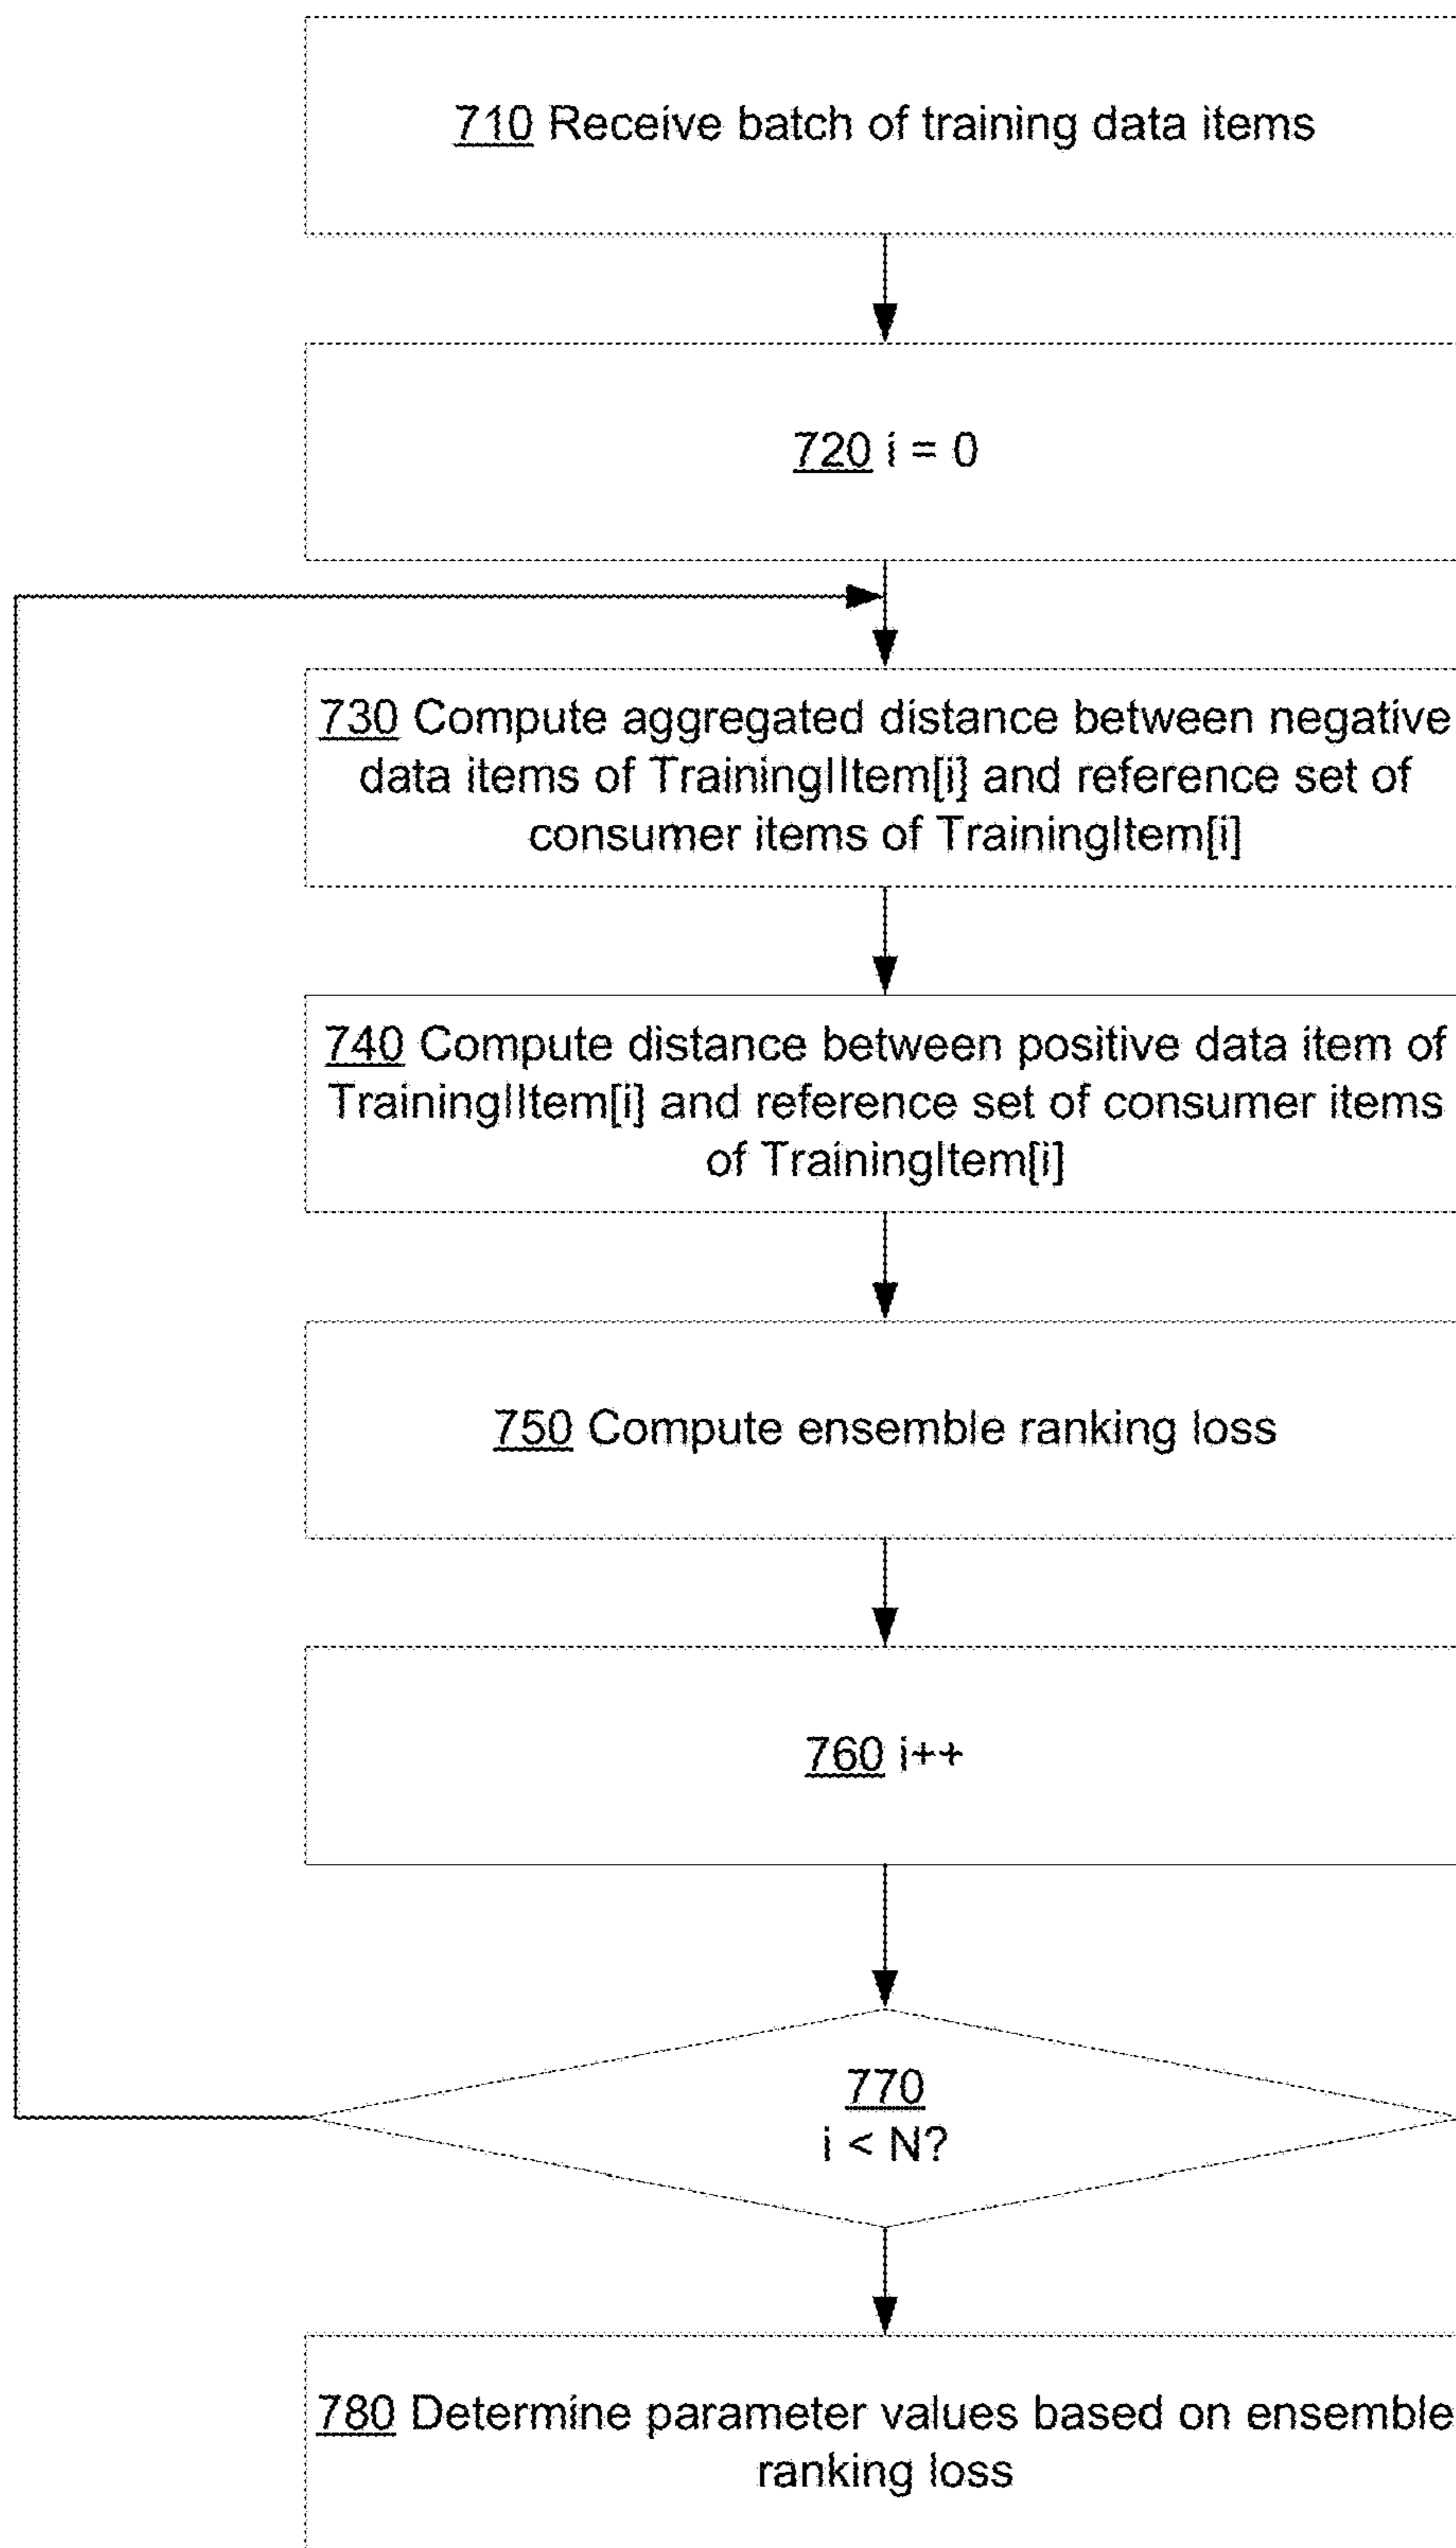 710 Receive batch of training data items
720 i = 0
730 Compute aggregated distance between negative
data items of TrainingIItem[i] and reference set of
consumer items of TrainingItem[i]
740 Compute distance between positive data item of
TrainingIItem[i] and reference set of consumer items
of TrainingItem[i]
750 Compute ensemble ranking loss
760 i++
770
i < N?
780 Determine parameter values based on ensemble
ranking loss